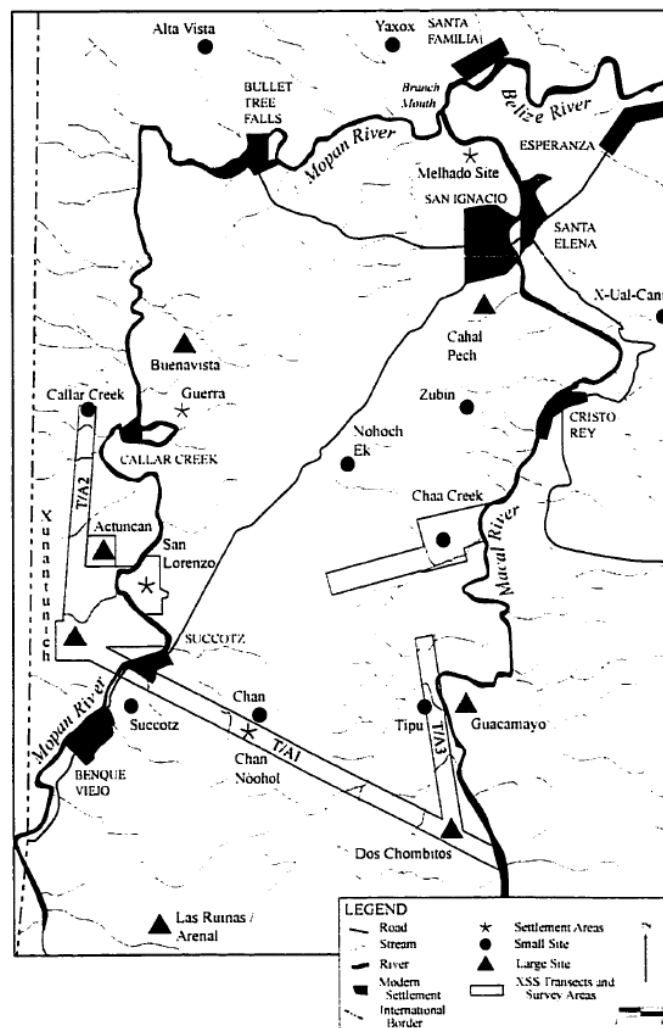 Alta Vista
Yaxox
SANTA
FAMILIA
BULLET
TREE
FALLS
Branch
Mouth
Belize River
Mopan River
ESPERANZA
Melhado Site
SAN IGNACIO
SANTA
ELENA
X-Ual-Can
Buenavista
Cahal
Pech
Callar Creek
Guerra
Zubin
CRISTO
REY
CALLAR CREEK
Nohoch
Ek
T/A2
Chaa Creek
Xunantunich
Actuncan
San
Lorenzo
Macal River
SUCCOTZ
Mopan River
Succotz
Chan
Tipu
Guacamayo
T/A1
T/A3
Chan
Nòohol
BENQUE
VIEJO
Dos Chombitos
Las Ruinas /
Arenal
LEGEND
Road
Stream
River
Modern
Settlement
International
Border
Settlement Areas
Small Site
Large Site
XSS Transects and
Survey Areas